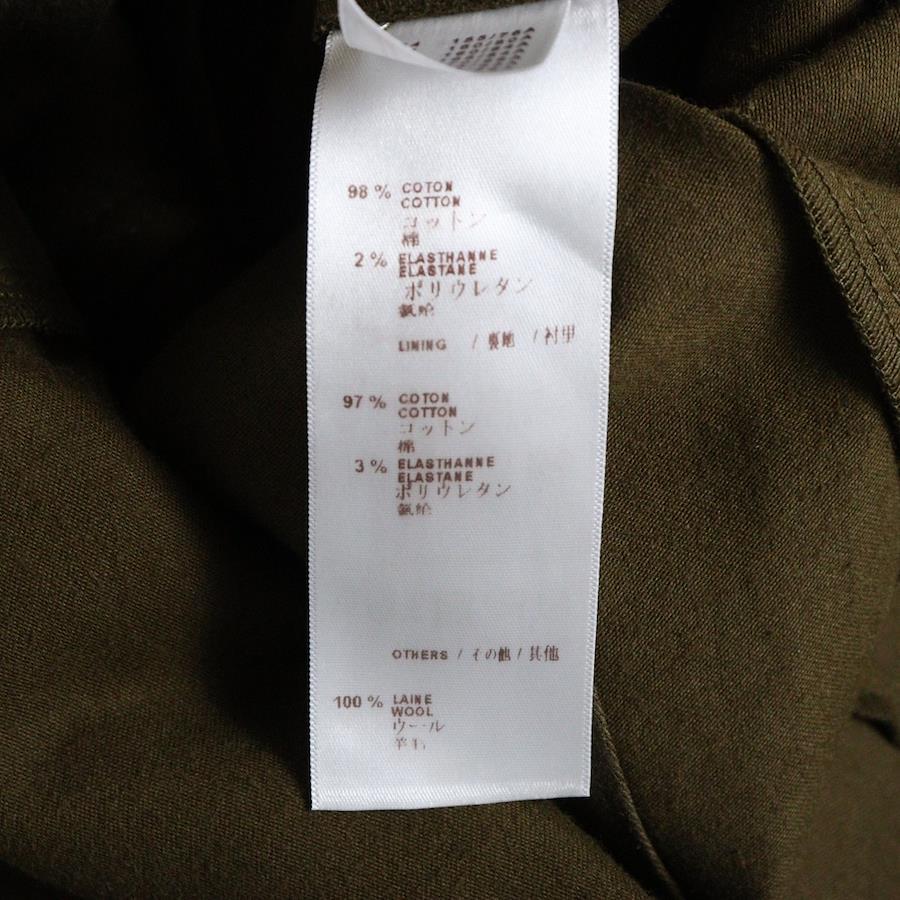 98 % COTON
COTTON
コットン
棉
2 % ELASTHANNE
ELASTANE
ポリウレタン
氨纶
LINING / 裏地 / 衬里
97 % COTON
COTTON
コットン
棉
3 % ELASTHANNE
ELASTANE
ポリウレタン
氨纶
OTHERS / その他 / 其他
100 % LAINE
WOOL
ウール
羊毛